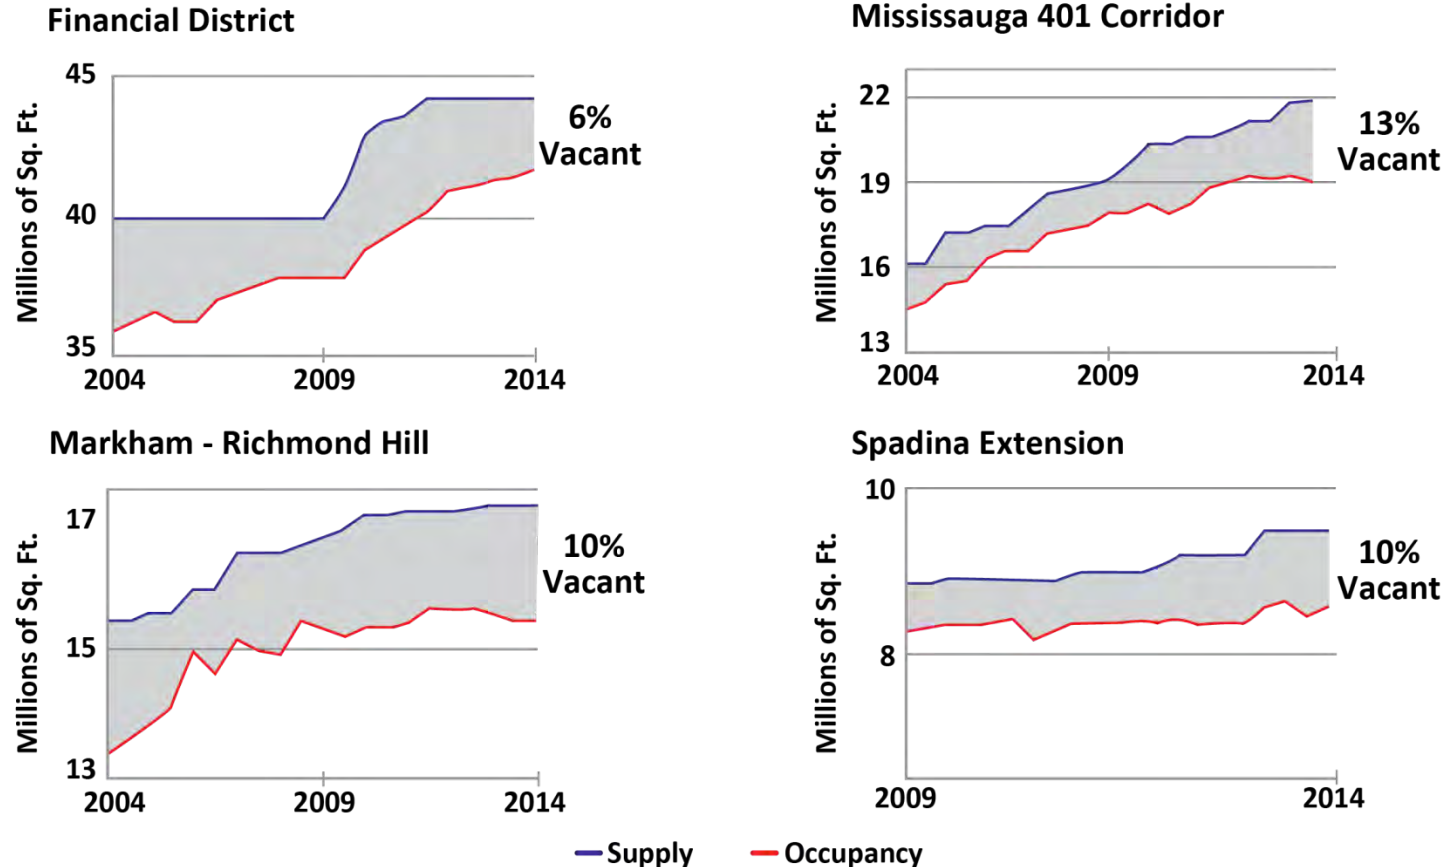 Financial District
Millions of Sq. Ft.
45
40
35
2004
2009
2014
6%
Vacant
Mississauga 401 Corridor
Millions of Sq. Ft.
22
19
16
13
2004
2009
2014
13%
Vacant
Markham - Richmond Hill
Millions of Sq. Ft.
17
15
13
2004
2009
2014
10%
Vacant
Spadina Extension
Millions of Sq. Ft.
10
8
2009
2014
10%
Vacant
Supply
Occupancy